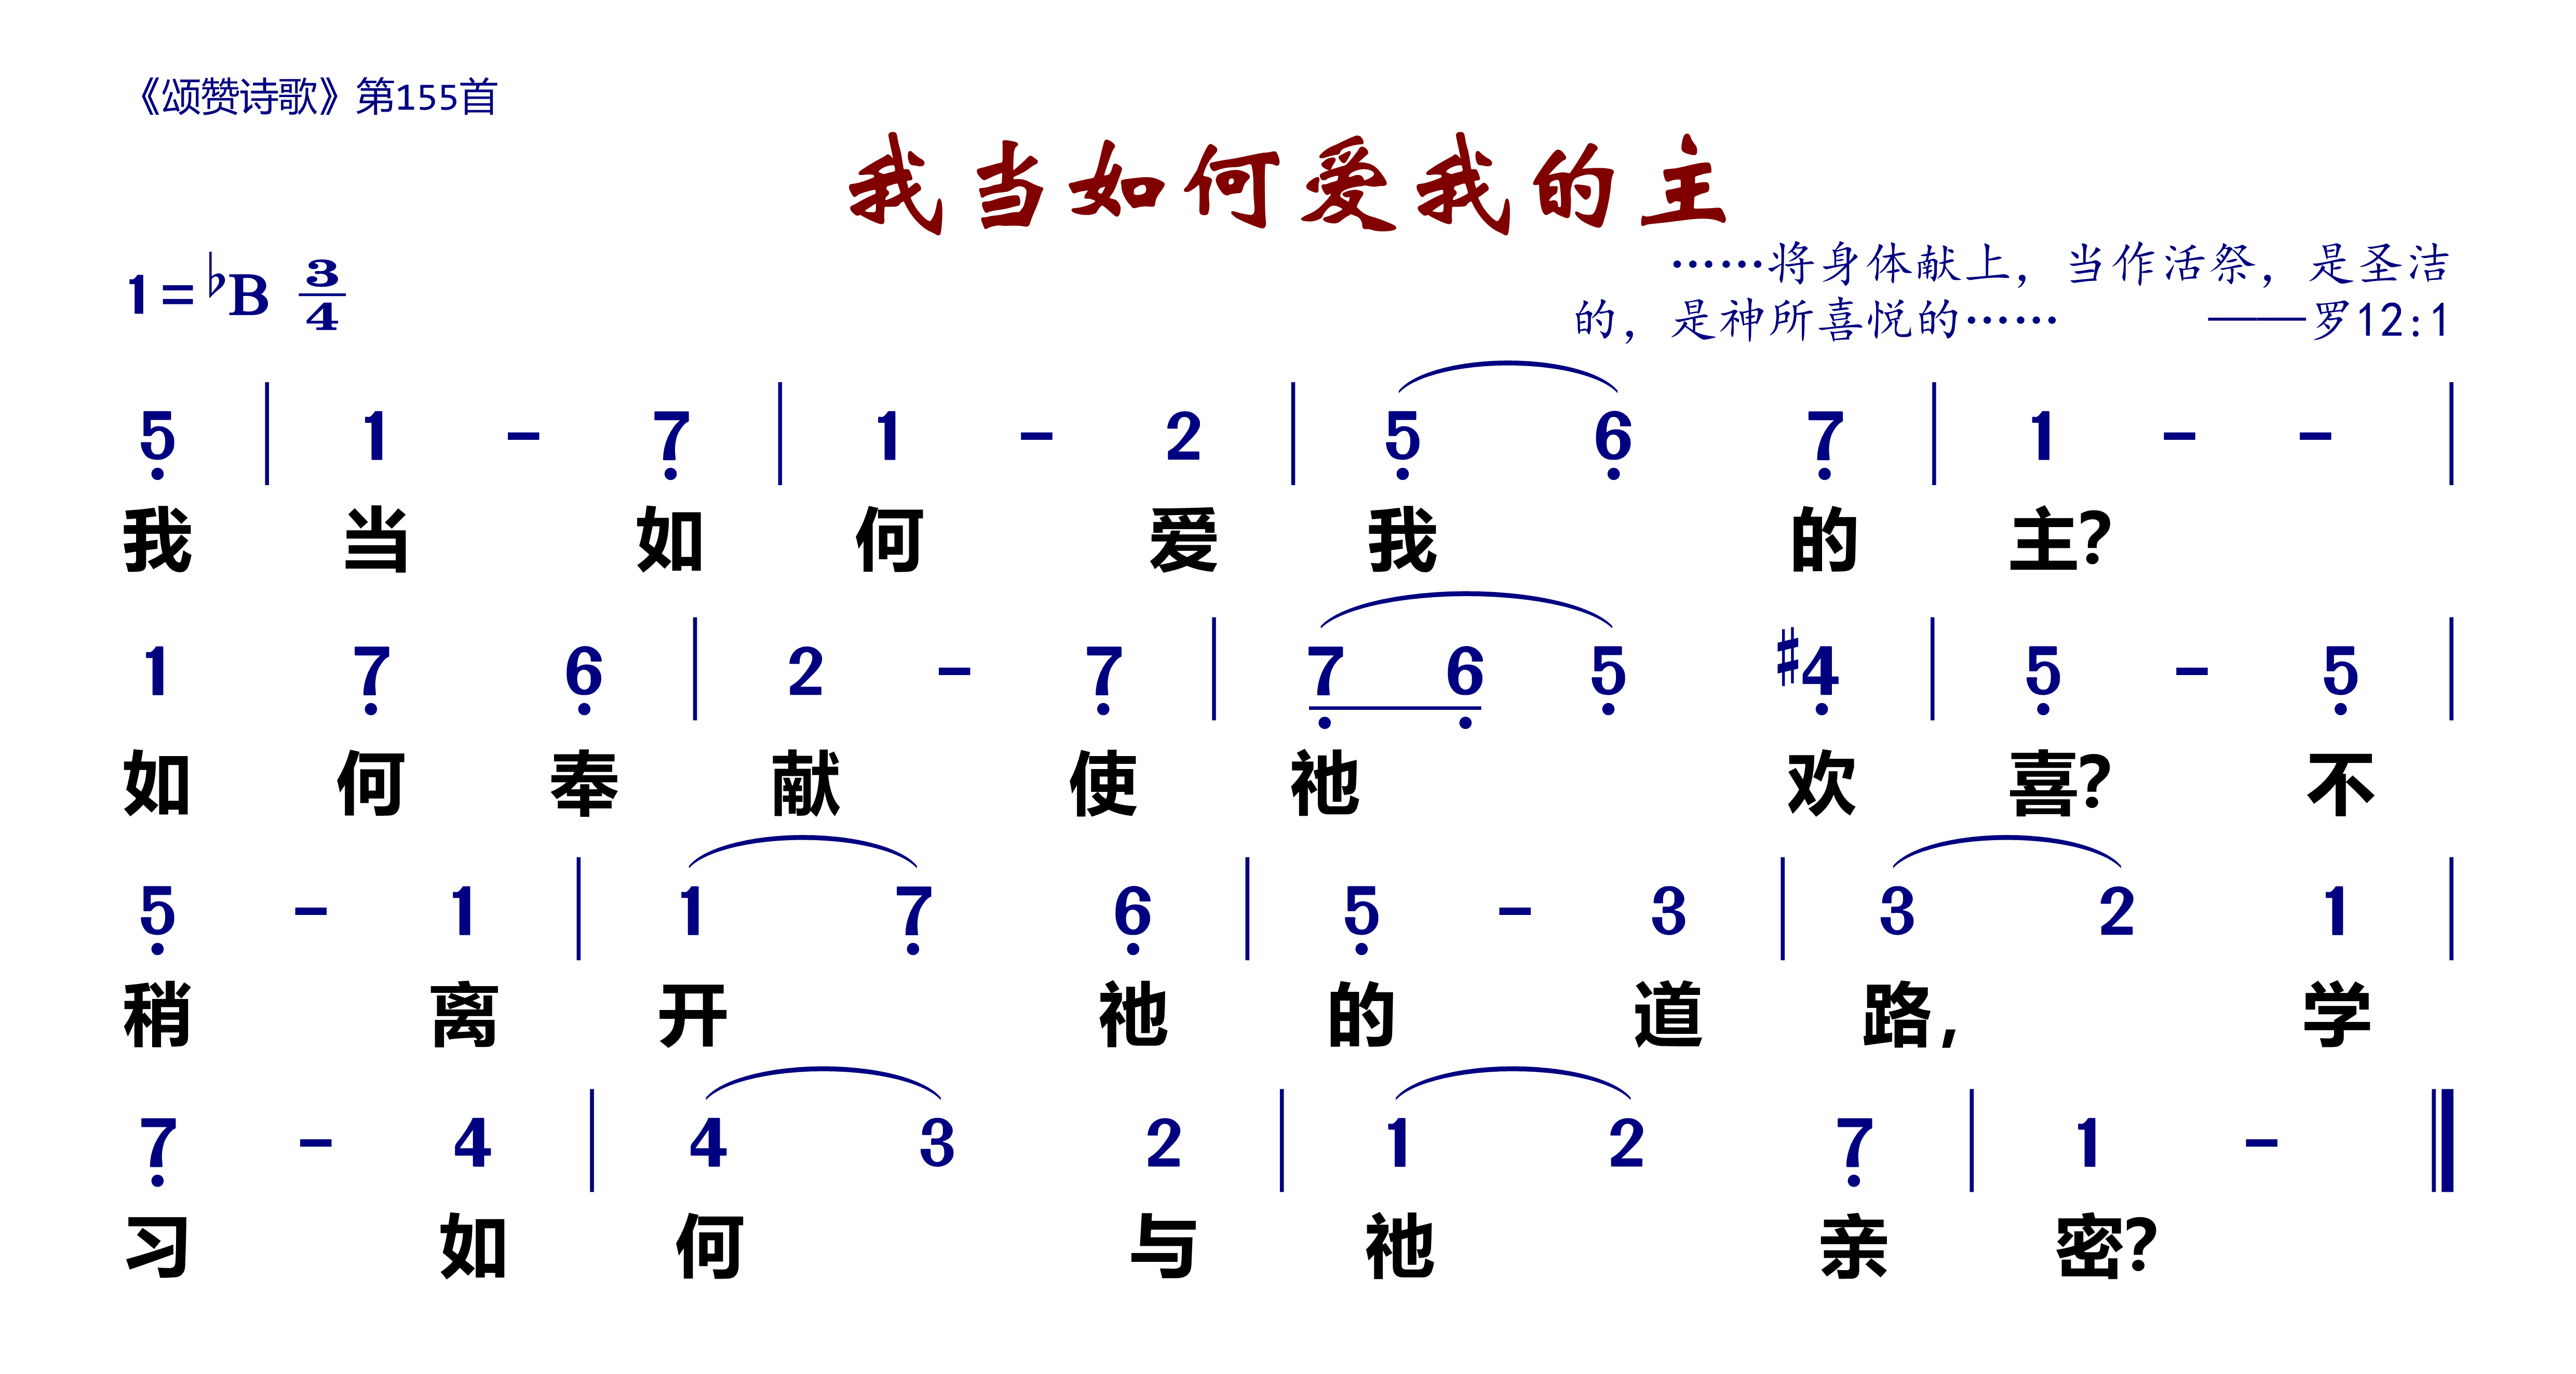 《颂赞诗歌》第155首
我当如何爱我的主
1=♭B 3/4
……将身体献上，当作活祭，是圣洁
的，是神所喜悦的…… ——罗12:1
5̣ | 1 - 7̣ | 1 - 2 | 5̣ 6̣ 7̣ | 1 - - |
我 当 如 何 爱 我 的 主？
1 7̣ 6̣ | 2 - 7̣ | 7̣ 6̣ 5̣ #4̣ | 5̣ - 5̣ |
如 何 奉 献 使 祂 欢 喜？ 不
5̣ - 1 | 1 7̣ 6̣ | 5̣ - 3 | 3 2 1 |
稍 离 开 祂 的 道 路， 学
7̣ - 4 | 4 3 2 | 1 2 7̣ | 1 - ‖
习 如 何 与 祂 亲 密？